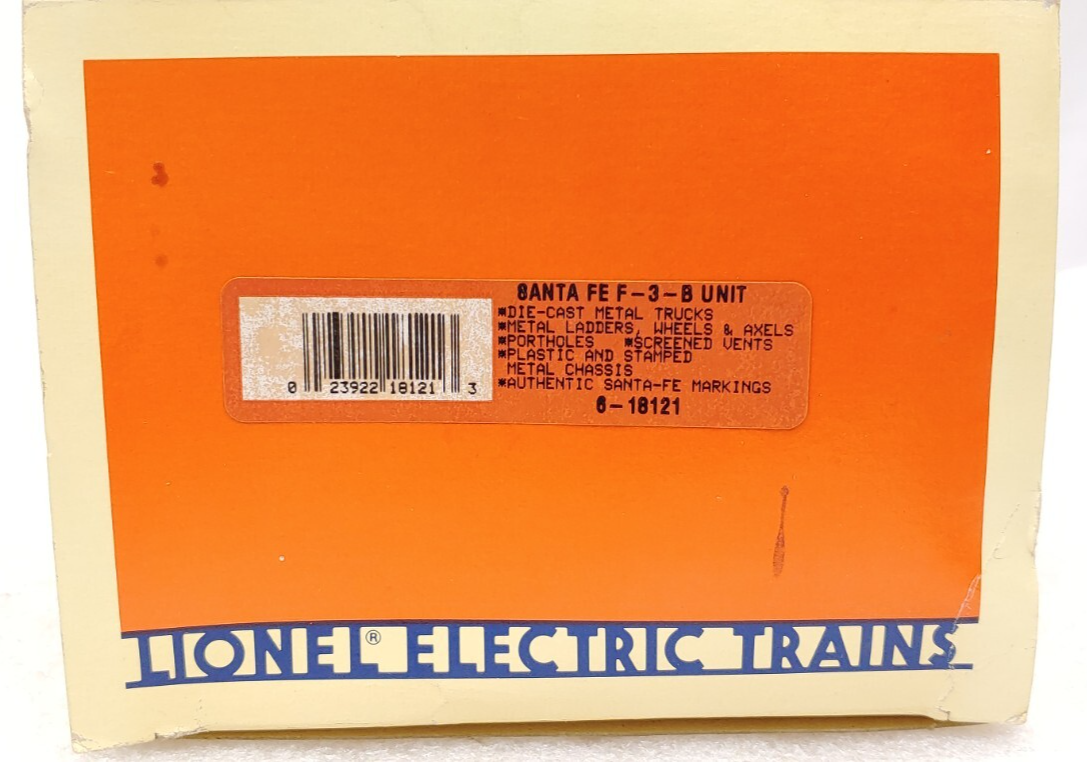 SANTA FE F-3-B UNIT
*DIE-CAST METAL TRUCKS
*METAL LADDERS, WHEELS & AXELS
*PORTHOLES *SCREENED VENTS
*PLASTIC AND STAMPED
METAL CHASSIS
*AUTHENTIC SANTA-FE MARKINGS
6-18121
0 23922 18121 3
LIONEL® ELECTRIC TRAINS